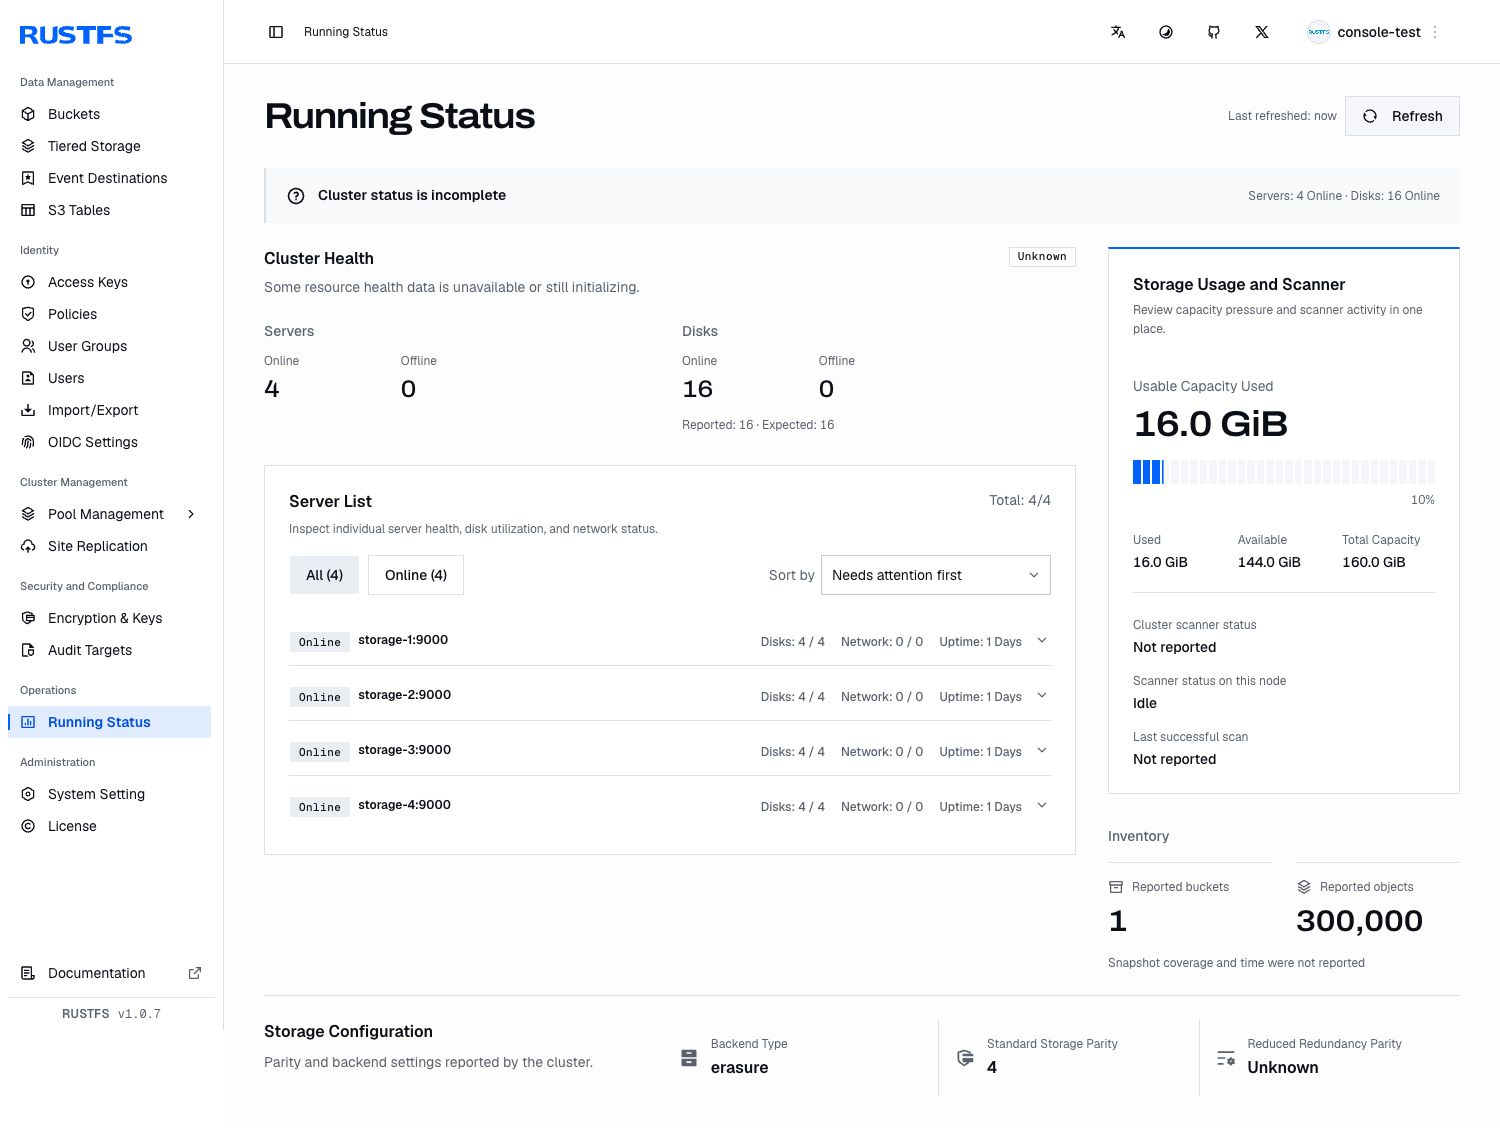 RUSTFS
Data Management
Buckets
Tiered Storage
Event Destinations
S3 Tables
Identity
Access Keys
Policies
User Groups
Users
Import/Export
OIDC Settings
Cluster Management
Pool Management
Site Replication
Security and Compliance
Encryption & Keys
Audit Targets
Operations
Running Status
Administration
System Setting
License
Documentation
RUSTFS v1.0.7
Running Status
RUSTFS
console-test
Running Status
Last refreshed: now
Refresh
Cluster status is incomplete
Servers: 4 Online · Disks: 16 Online
Cluster Health
Unknown
Some resource health data is unavailable or still initializing.
Servers
Online
4
Offline
0
Disks
Online
16
Offline
0
Reported: 16 · Expected: 16
Server List
Total: 4/4
Inspect individual server health, disk utilization, and network status.
All (4)
Online (4)
Sort by
Needs attention first
Online storage-1:9000 Disks: 4 / 4 Network: 0 / 0 Uptime: 1 Days
Online storage-2:9000 Disks: 4 / 4 Network: 0 / 0 Uptime: 1 Days
Online storage-3:9000 Disks: 4 / 4 Network: 0 / 0 Uptime: 1 Days
Online storage-4:9000 Disks: 4 / 4 Network: 0 / 0 Uptime: 1 Days
Storage Usage and Scanner
Review capacity pressure and scanner activity in one
place.
Usable Capacity Used
16.0 GiB
10%
Used
16.0 GiB
Available
144.0 GiB
Total Capacity
160.0 GiB
Cluster scanner status
Not reported
Scanner status on this node
Idle
Last successful scan
Not reported
Inventory
Reported buckets
1
Reported objects
300,000
Snapshot coverage and time were not reported
Storage Configuration
Parity and backend settings reported by the cluster.
Backend Type
erasure
Standard Storage Parity
4
Reduced Redundancy Parity
Unknown